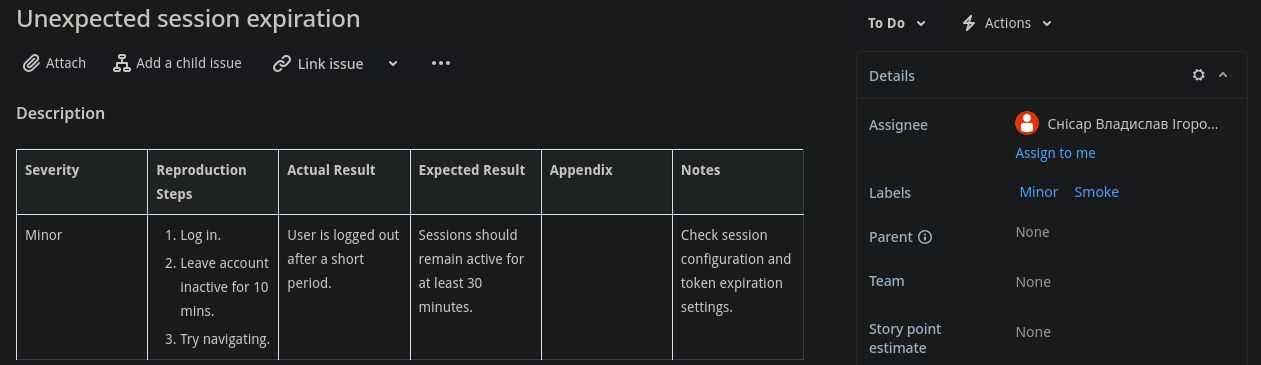 Unexpected session expiration
Attach
Add a child issue
Link issue
Description
Severity
Reproduction
Steps
Actual Result
Expected Result
Appendix
Notes
Minor
1. Log in.
2. Leave account
inactive for 10
mins.
3. Try navigating.
User is logged out
after a short
period.
Sessions should
remain active for
at least 30
minutes.
Check session
configuration and
token expiration
settings.
To Do
Actions
Details
Assignee
Снісар Владислав Ігоро...
Assign to me
Labels
Minor Smoke
Parent
None
Team
None
Story point
estimate
None